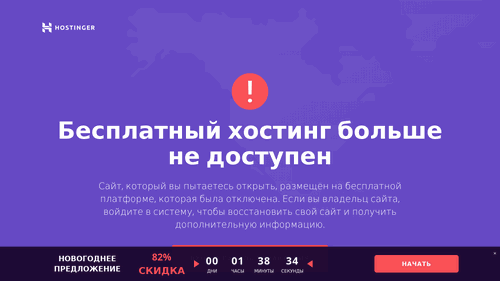 HOSTINGER
!
Бесплатный хостинг больше
не доступен
Сайт, который вы пытаетесь открыть, размещён на бесплатной
платформе, которая была отключена. Если вы владелец сайта,
войдите в систему, чтобы восстановить свой сайт и получить
дополнительную информацию.
НОВОГОДНЕЕ
ПРЕДЛОЖЕНИЕ
82%
СКИДКА
00 01 38 34
ДНИ ЧАСЫ МИНУТЫ СЕКУНДЫ
НАЧАТЬ